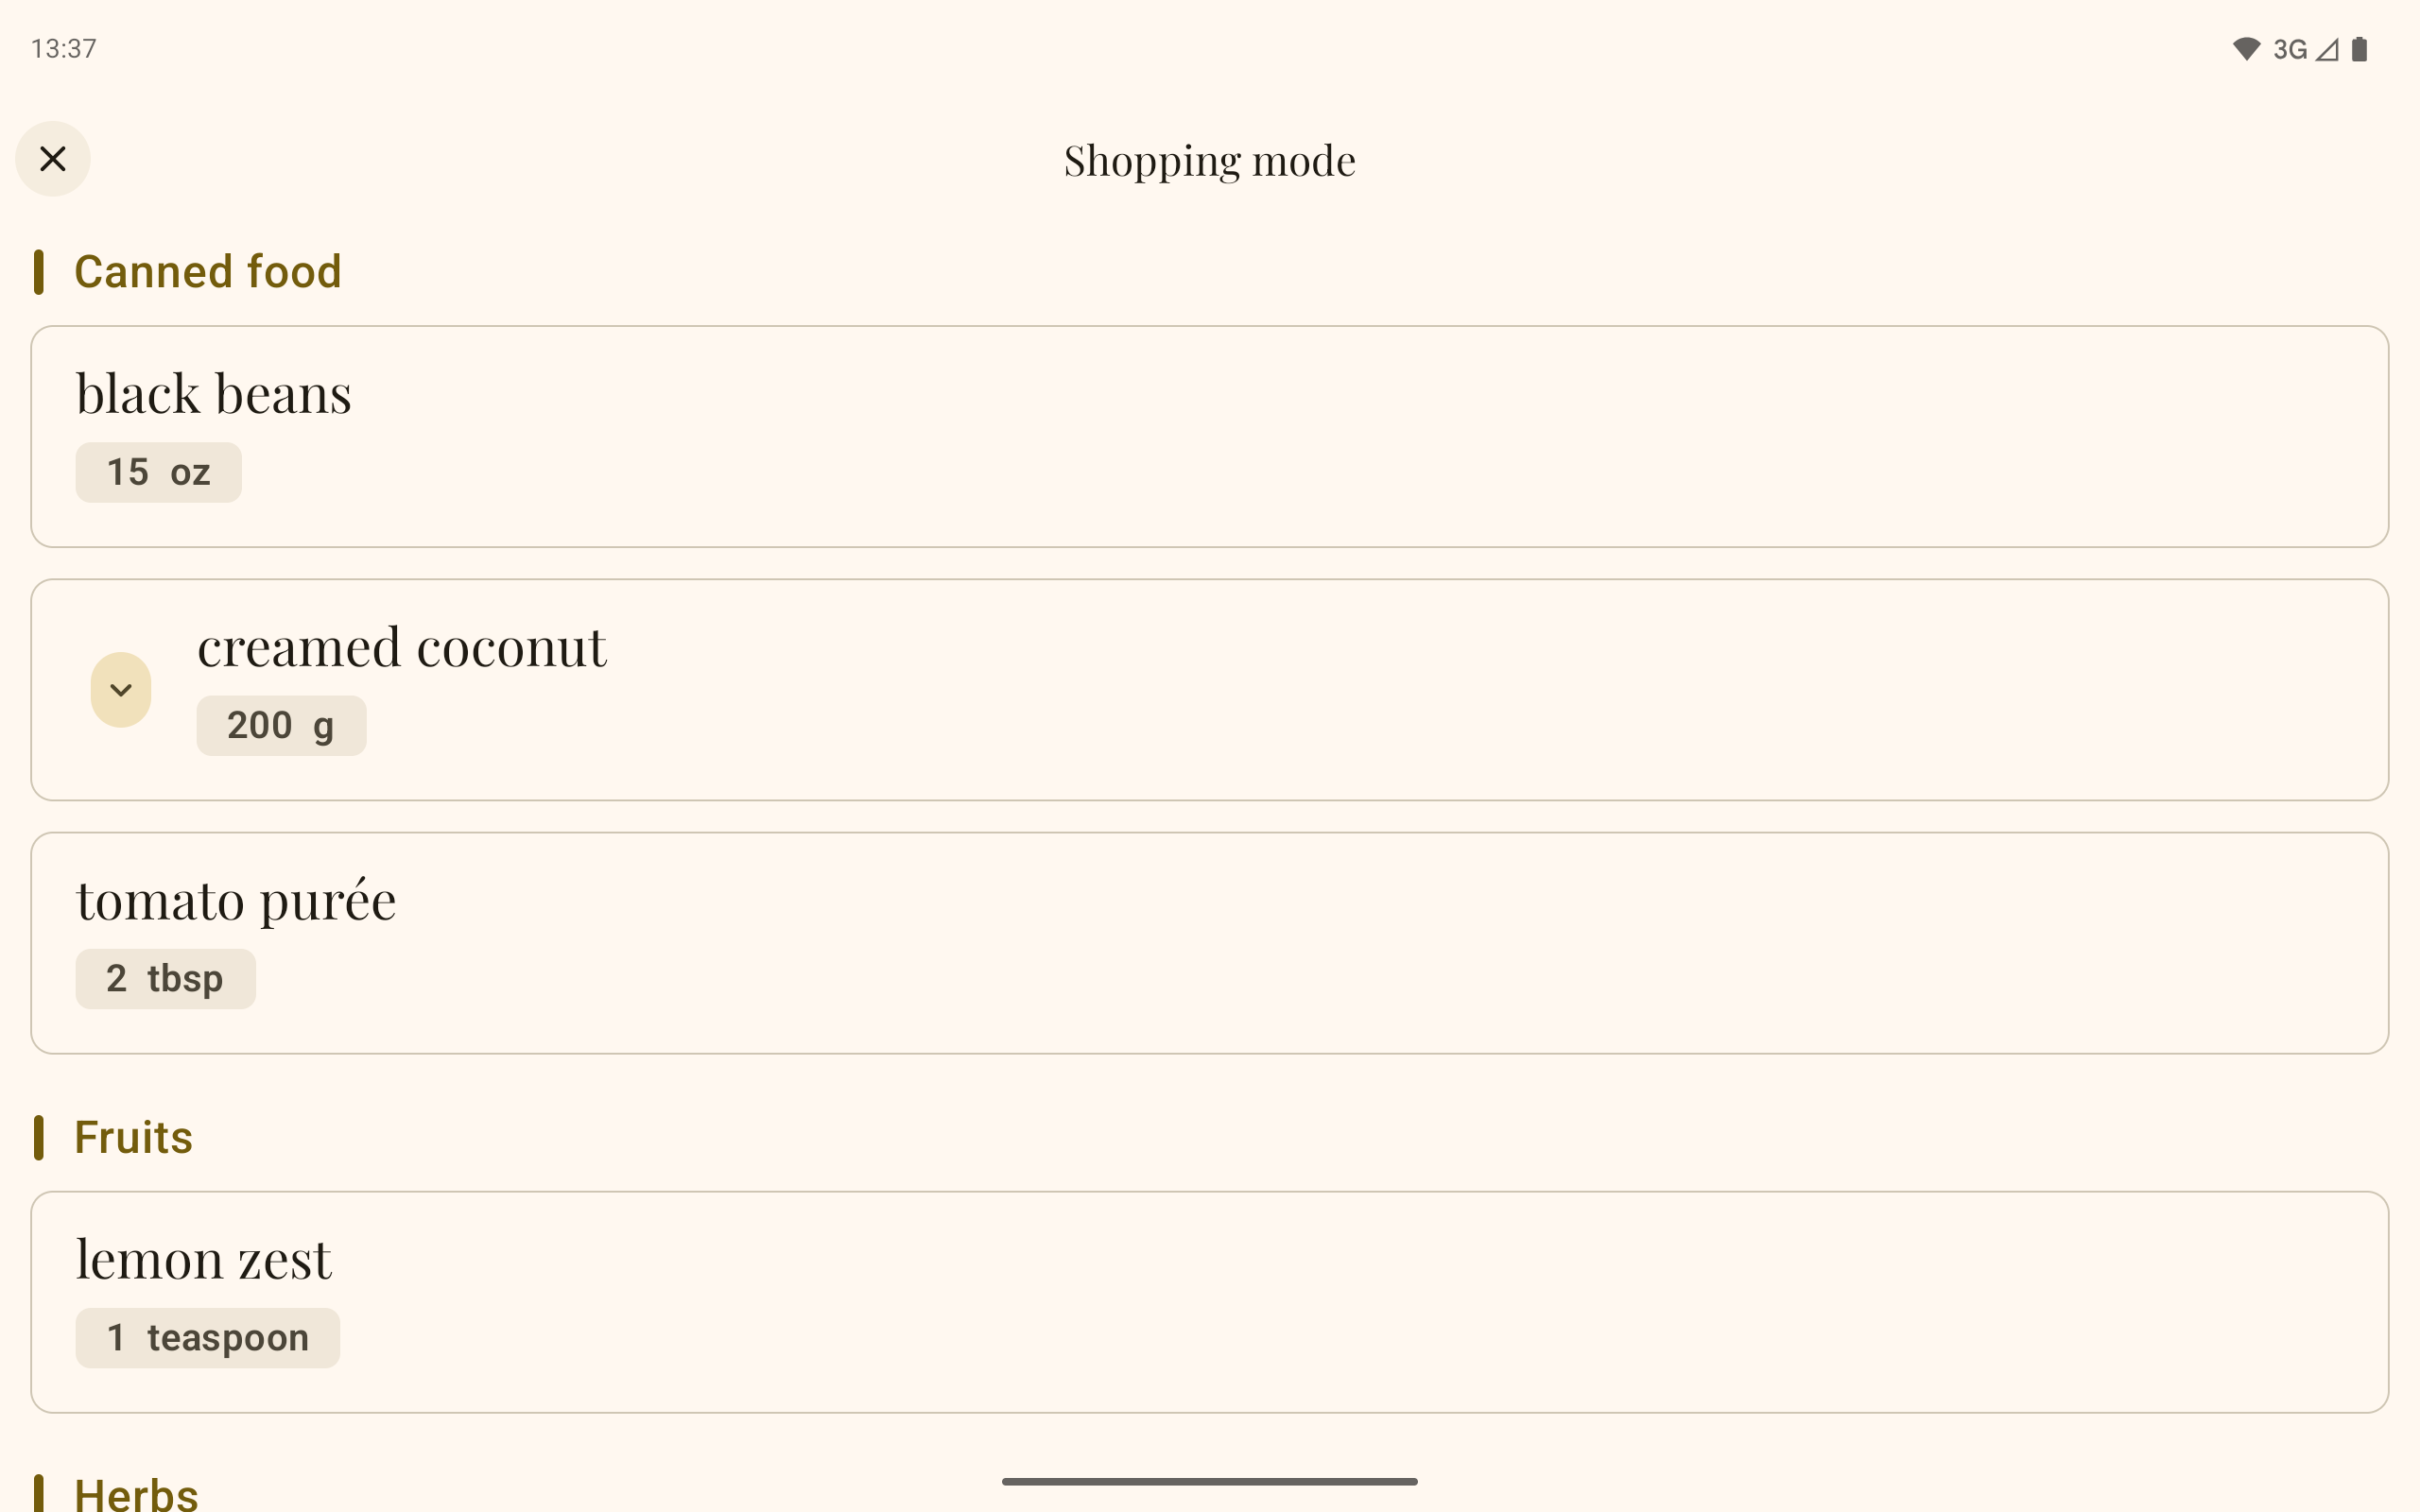 13:37
3G
Shopping mode
Canned food
black beans
15 oz
creamed coconut
200 g
tomato purée
2 tbsp
Fruits
lemon zest
1 teaspoon
Herbs